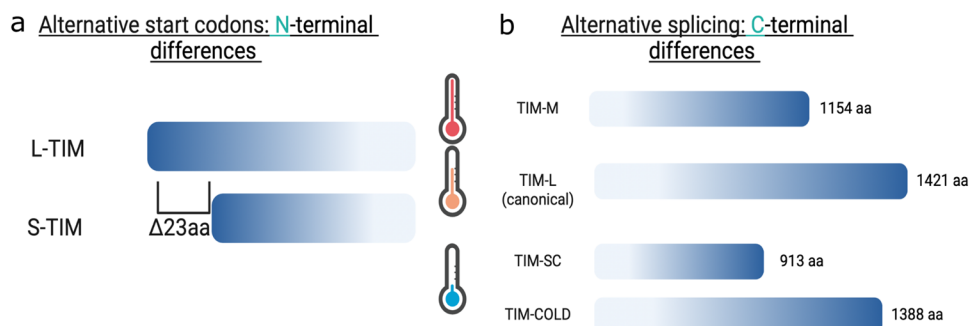 a
Alternative start codons: N-terminal
differences
L-TIM
S-TIM
Δ23aa
b
Alternative splicing: C-terminal
differences
TIM-M
1154 aa
TIM-L
(canonical)
1421 aa
TIM-SC
913 aa
TIM-COLD
1388 aa